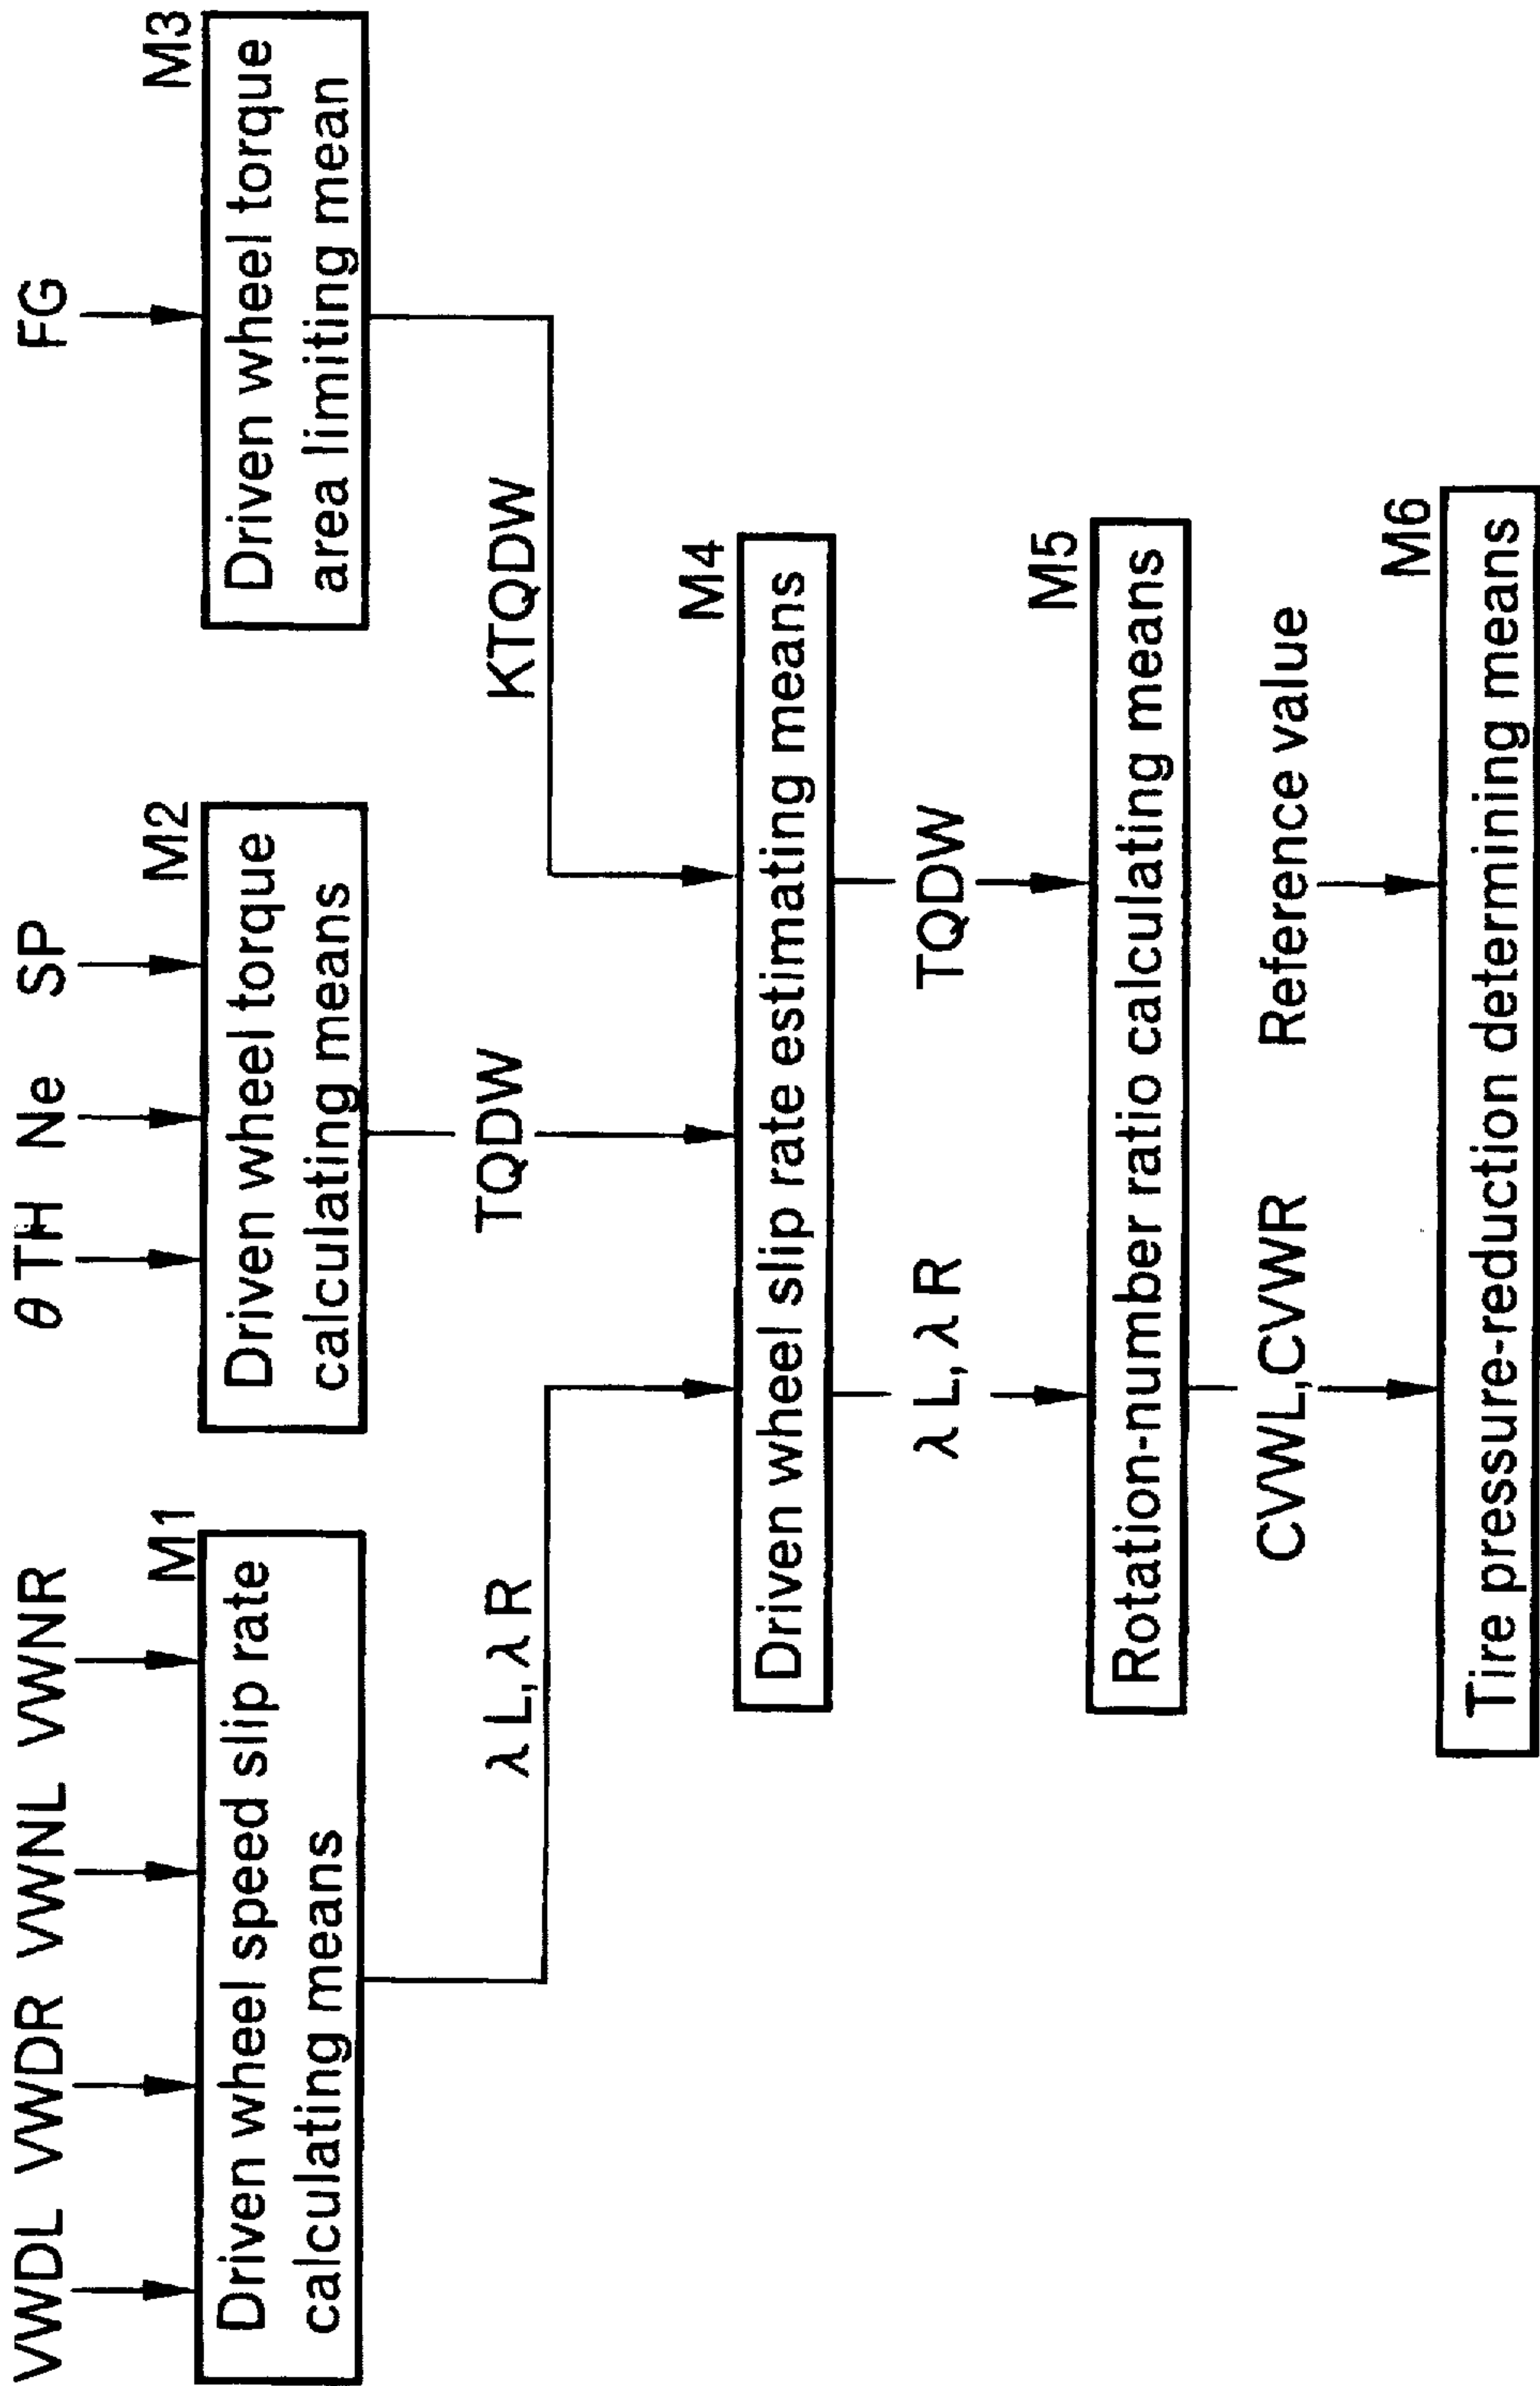 VWDL VWDR VWNL VWNR
θTH Ne SP
FG
M1
Driven wheel speed slip rate
calculating means
M2
Driven wheel torque
calculating means
M3
Driven wheel torque
area limiting mean
λL, λR
TQDW
KTQDW
M4
Driven wheel slip rate estimating means
λL, λR
TQDW
M5
Rotation-number ratio calculating means
CVWL,CVWR
Reference value
M6
Tire pressure-reduction determining means